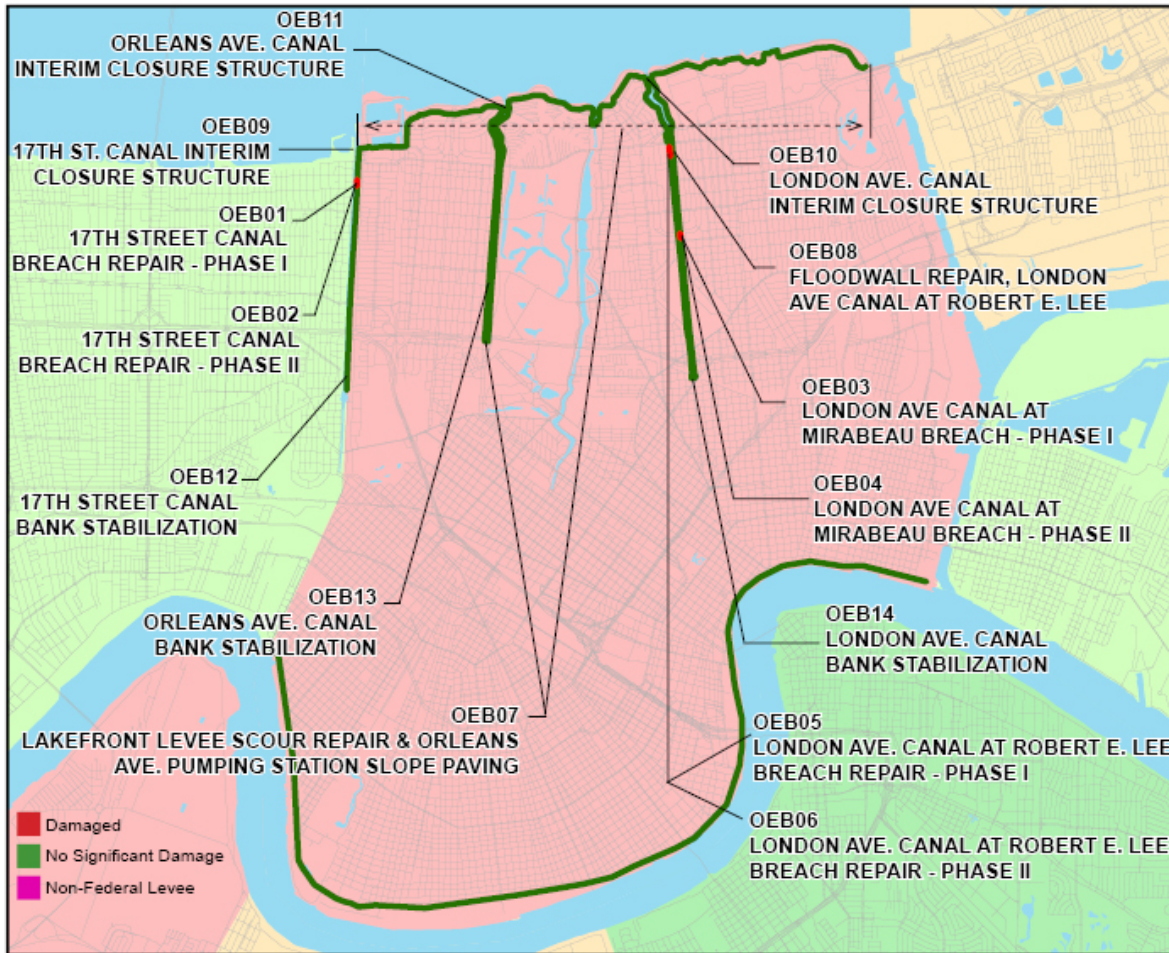 OEB11
ORLEANS AVE. CANAL
INTERIM CLOSURE STRUCTURE
OEB09
17TH ST. CANAL INTERIM
CLOSURE STRUCTURE
OEB01
17TH STREET CANAL
BREACH REPAIR - PHASE I
OEB02
17TH STREET CANAL
BREACH REPAIR - PHASE II
OEB12
17TH STREET CANAL
BANK STABILIZATION
OEB13
ORLEANS AVE. CANAL
BANK STABILIZATION
OEB07
LAKEFRONT LEVEE SCOUR REPAIR & ORLEANS
AVE. PUMPING STATION SLOPE PAVING
OEB10
LONDON AVE. CANAL
INTERIM CLOSURE STRUCTURE
OEB08
FLOODWALL REPAIR, LONDON
AVE CANAL AT ROBERT E. LEE
OEB03
LONDON AVE CANAL AT
MIRABEAU BREACH - PHASE I
OEB04
LONDON AVE CANAL AT
MIRABEAU BREACH - PHASE II
OEB14
LONDON AVE. CANAL
BANK STABILIZATION
OEB05
LONDON AVE. CANAL AT ROBERT E. LEE
BREACH REPAIR - PHASE I
OEB06
LONDON AVE. CANAL AT ROBERT E. LEE
BREACH REPAIR - PHASE II
Damaged
No Significant Damage
Non-Federal Levee